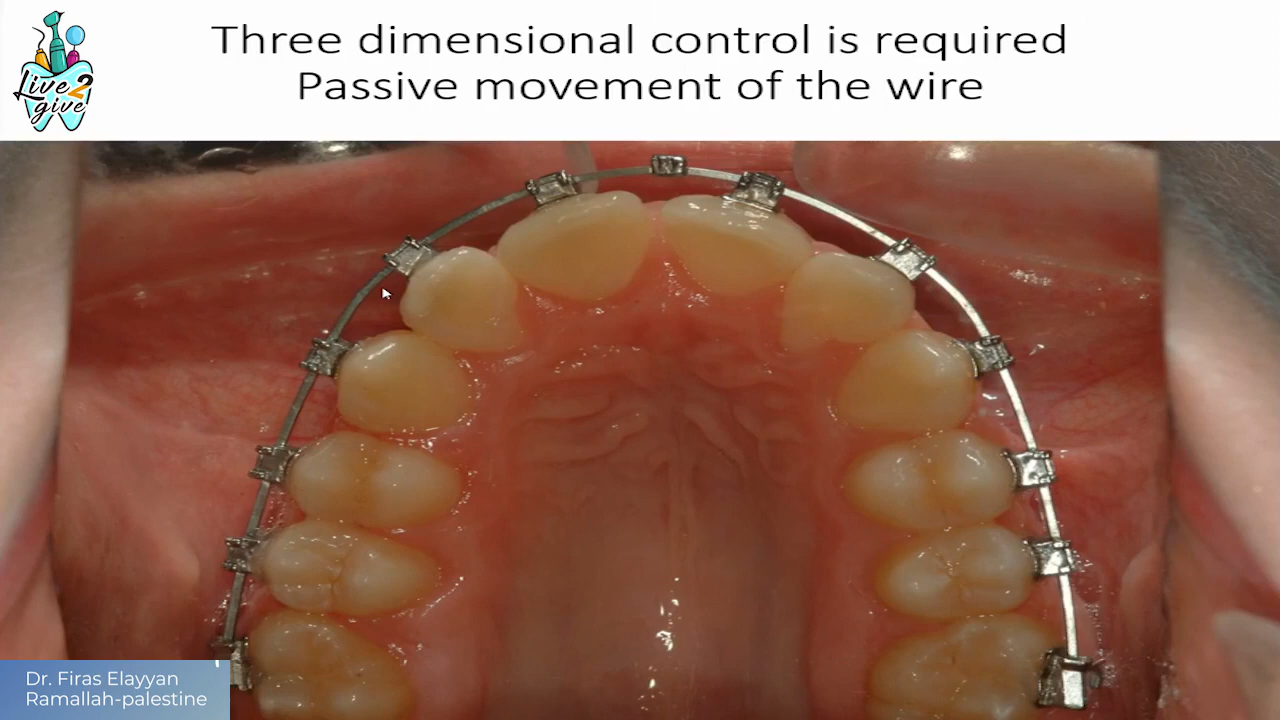 Three dimensional control is required
Passive movement of the wire
Live 2
give
Dr. Firas Elayyan
Ramallah-palestine